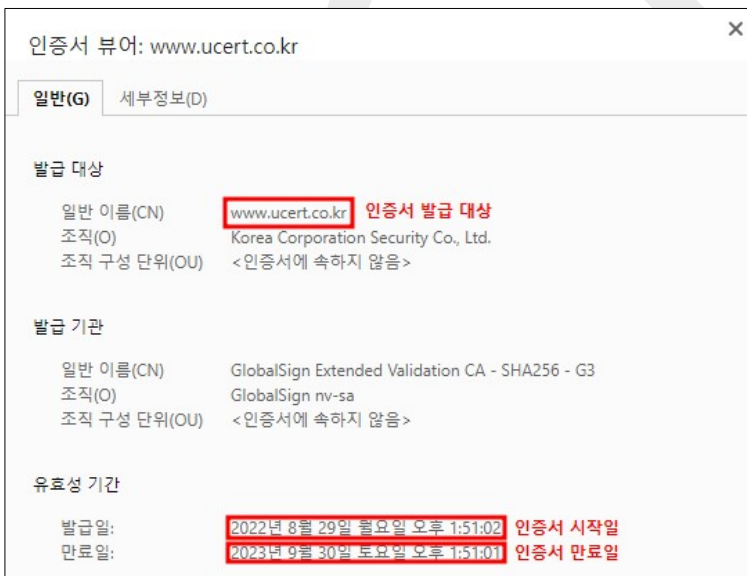 인증서 뷰어: www.ucert.co.kr ×
일반(G) 세부정보(D)
발급 대상
일반 이름(CN) www.ucert.co.kr 인증서 발급 대상
조직(O) Korea Corporation Security Co., Ltd.
조직 구성 단위(OU) <인증서에 속하지 않음>
발급 기관
일반 이름(CN) GlobalSign Extended Validation CA - SHA256 - G3
조직(O) GlobalSign nv-sa
조직 구성 단위(OU) <인증서에 속하지 않음>
유효성 기간
발급일: 2022년 8월 29일 월요일 오후 1:51:02 인증서 시작일
만료일: 2023년 9월 30일 토요일 오후 1:51:01 인증서 만료일